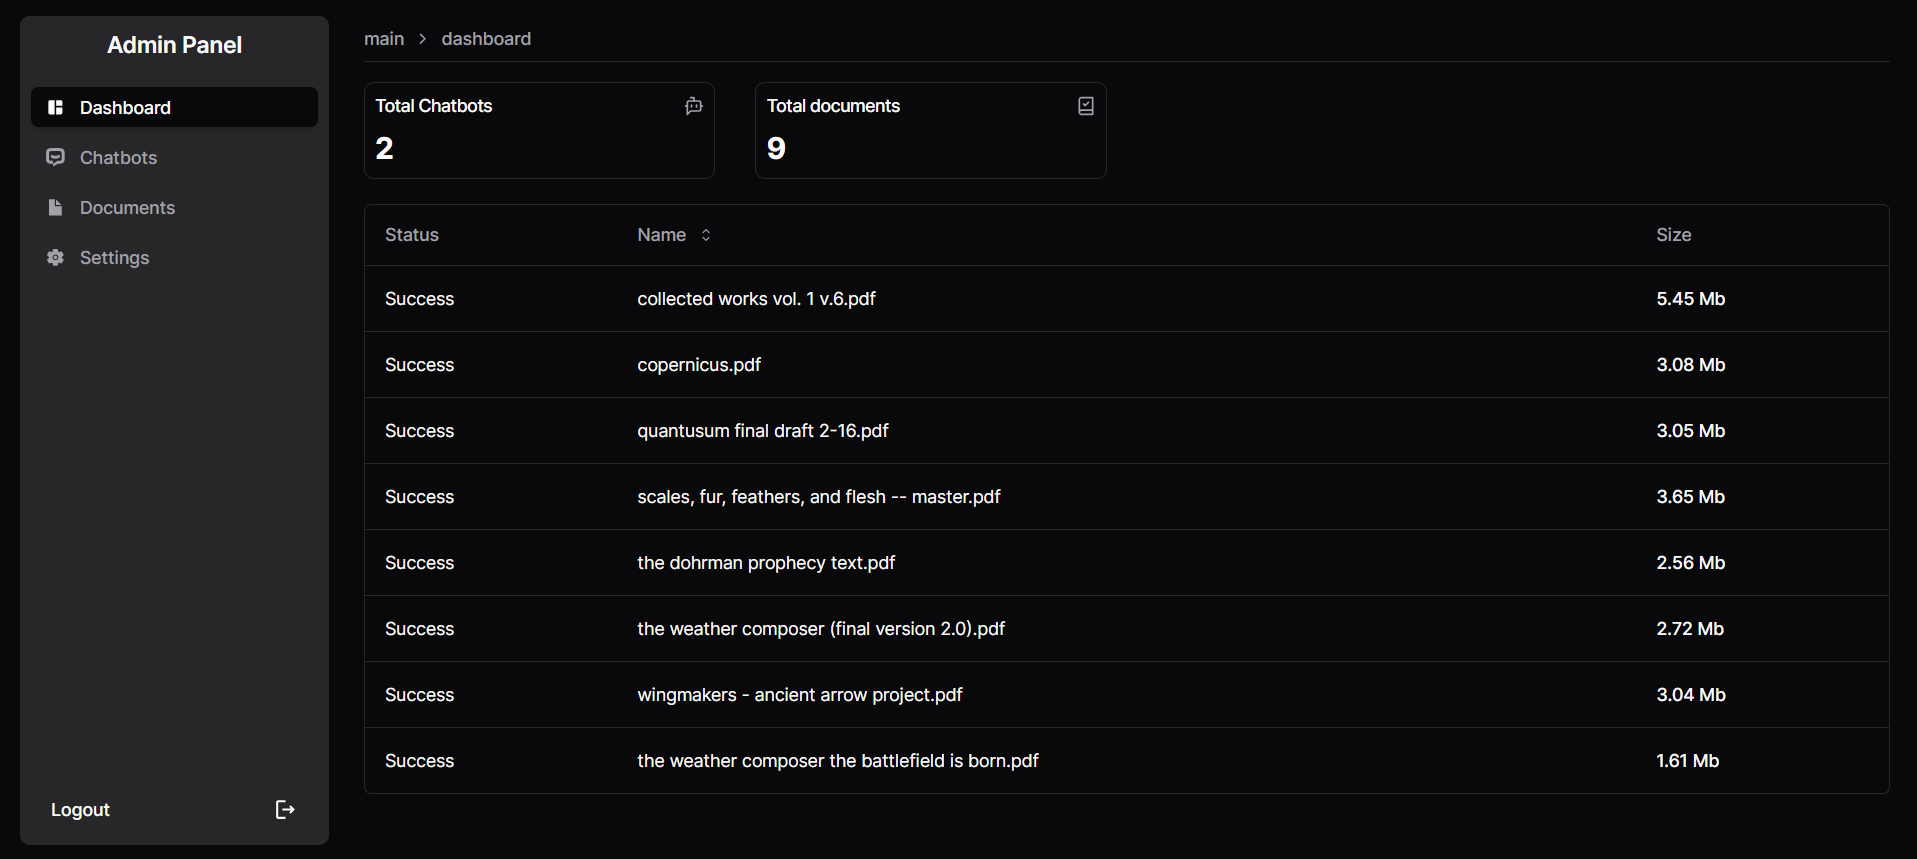 Admin Panel
Dashboard
Chatbots
Documents
Settings
Logout
main > dashboard
Total Chatbots
2
Total documents
9
Status Name Size
Success collected works vol. 1 v.6.pdf 5.45 Mb
Success copernicus.pdf 3.08 Mb
Success quantusum final draft 2-16.pdf 3.05 Mb
Success scales, fur, feathers, and flesh -- master.pdf 3.65 Mb
Success the dohrman prophecy text.pdf 2.56 Mb
Success the weather composer (final version 2.0).pdf 2.72 Mb
Success wingmakers - ancient arrow project.pdf 3.04 Mb
Success the weather composer the battlefield is born.pdf 1.61 Mb